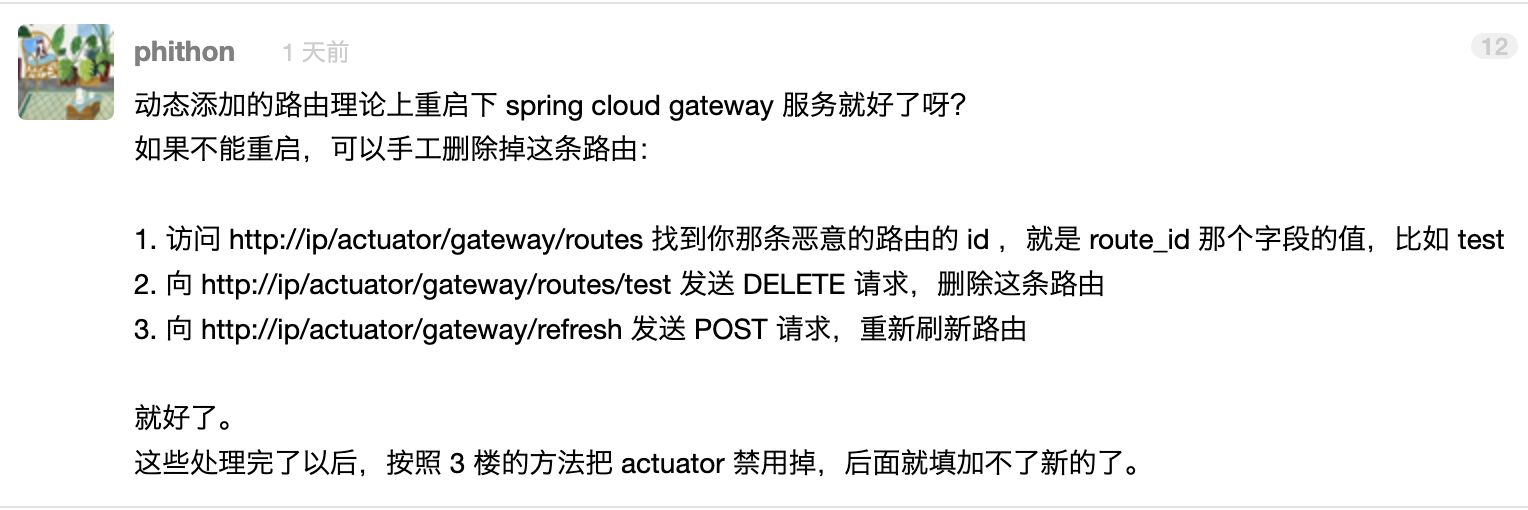 phithon 1 天前
12
动态添加的路由理论上重启下 spring cloud gateway 服务就好了呀？
如果不能重启，可以手工删除掉这条路由：
1. 访问 http://ip/actuator/gateway/routes 找到你那条恶意的路由的 id ，就是 route_id 那个字段的值，比如 test
2. 向 http://ip/actuator/gateway/routes/test 发送 DELETE 请求，删除这条路由
3. 向 http://ip/actuator/gateway/refresh 发送 POST 请求，重新刷新路由
就好了。
这些处理完了以后，按照 3 楼的方法把 actuator 禁用掉，后面就填加不了新的了。